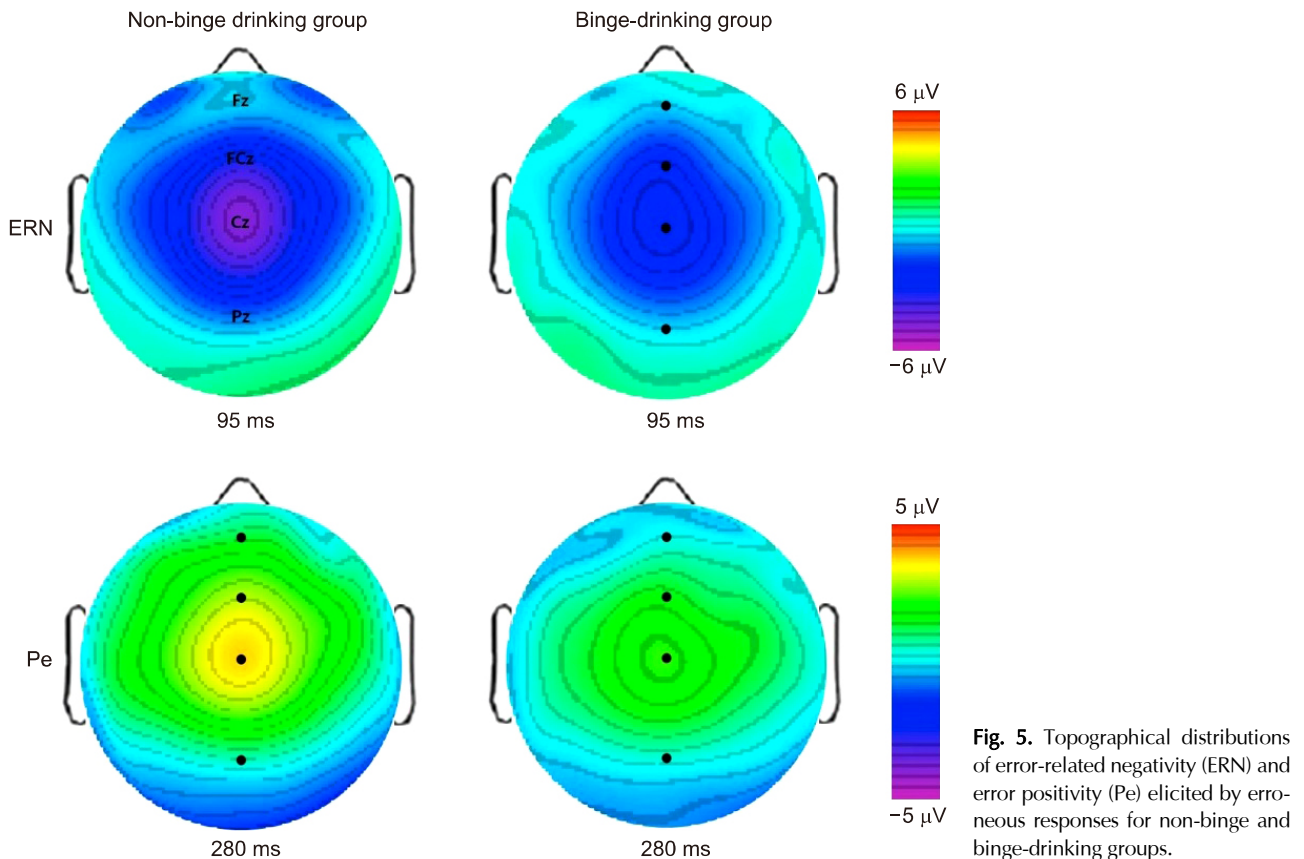 Non-binge drinking group
Binge-drinking group
Fz
FCz
Cz
Pz
ERN
95 ms
95 ms
6 μV
−6 μV
Pe
280 ms
280 ms
5 μV
−5 μV
Fig. 5. Topographical distributions
of error-related negativity (ERN) and
error positivity (Pe) elicited by erro-
neous responses for non-binge and
binge-drinking groups.